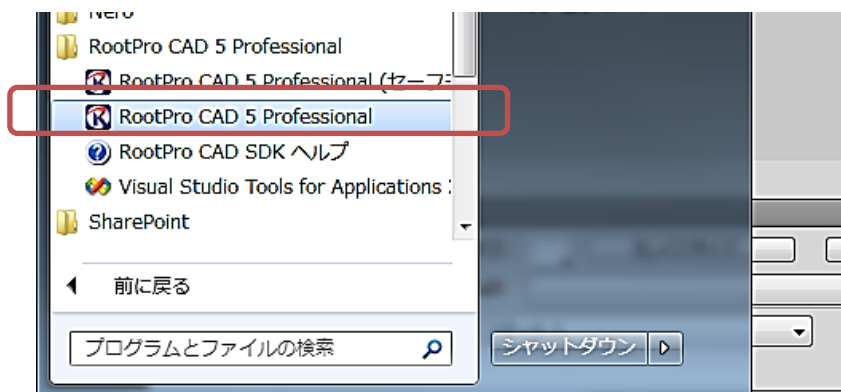 Nero
RootPro CAD 5 Professional
RootPro CAD 5 Professional (セーフ
RootPro CAD 5 Professional
RootPro CAD SDK ヘルプ
Visual Studio Tools for Applications
SharePoint
前に戻る
プログラムとファイルの検索
シャットダウン